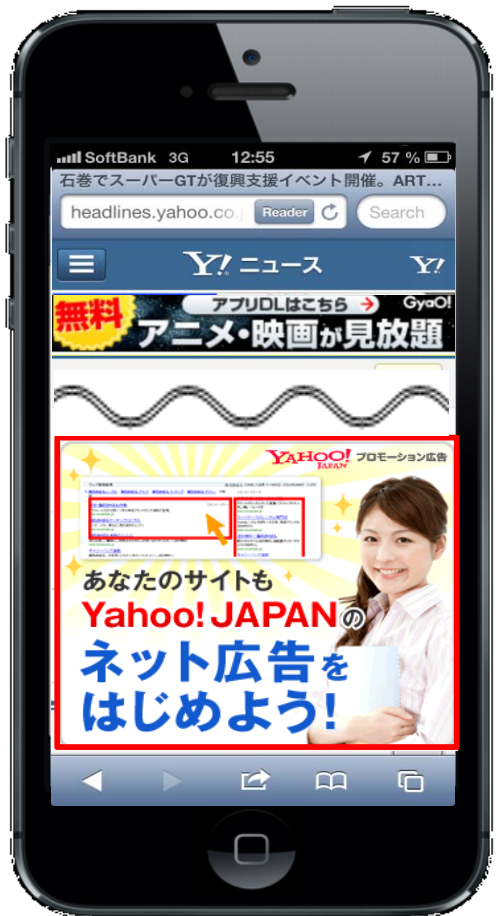 SoftBank 3G 12:55 57 %
石巻でスーパーGTが復興支援イベント開催。ART...
headlines.yahoo.co.j Reader Search
Y! ニュース Y!
無料 アプリDLはこちら GyaO!
アニメ・映画が見放題
YAHOO! JAPAN プロモーション広告
あなたのサイトも
Yahoo! JAPANの
ネット広告を
はじめよう!